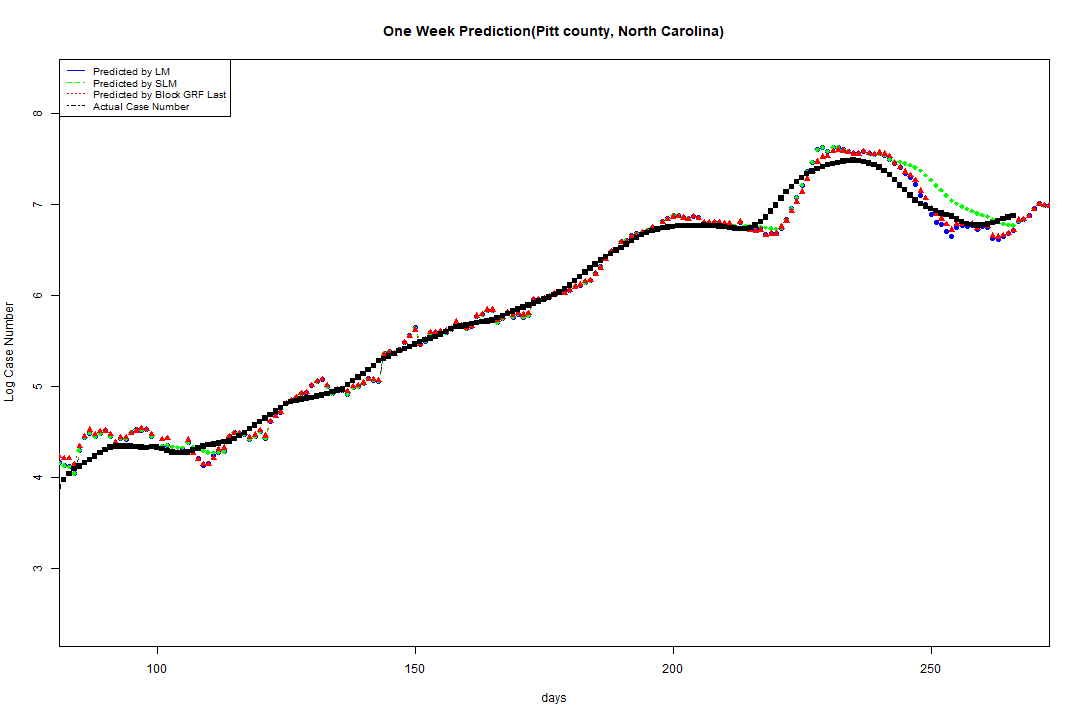 One Week Prediction(Pitt county, North Carolina)
Predicted by LM
Predicted by SLM
Predicted by Block GRF Last
Actual Case Number
8
7
6
5
4
3
Log Case Number
100 150 200 250
days